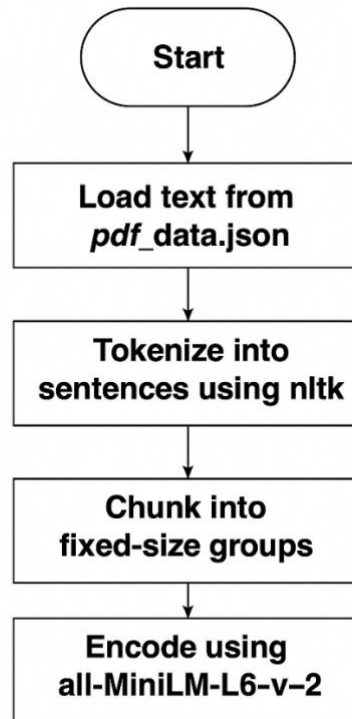 Start
Load text from
pdf_data.json
Tokenize into
sentences using nltk
Chunk into
fixed-size groups
Encode using
all-MiniLM-L6-v–2